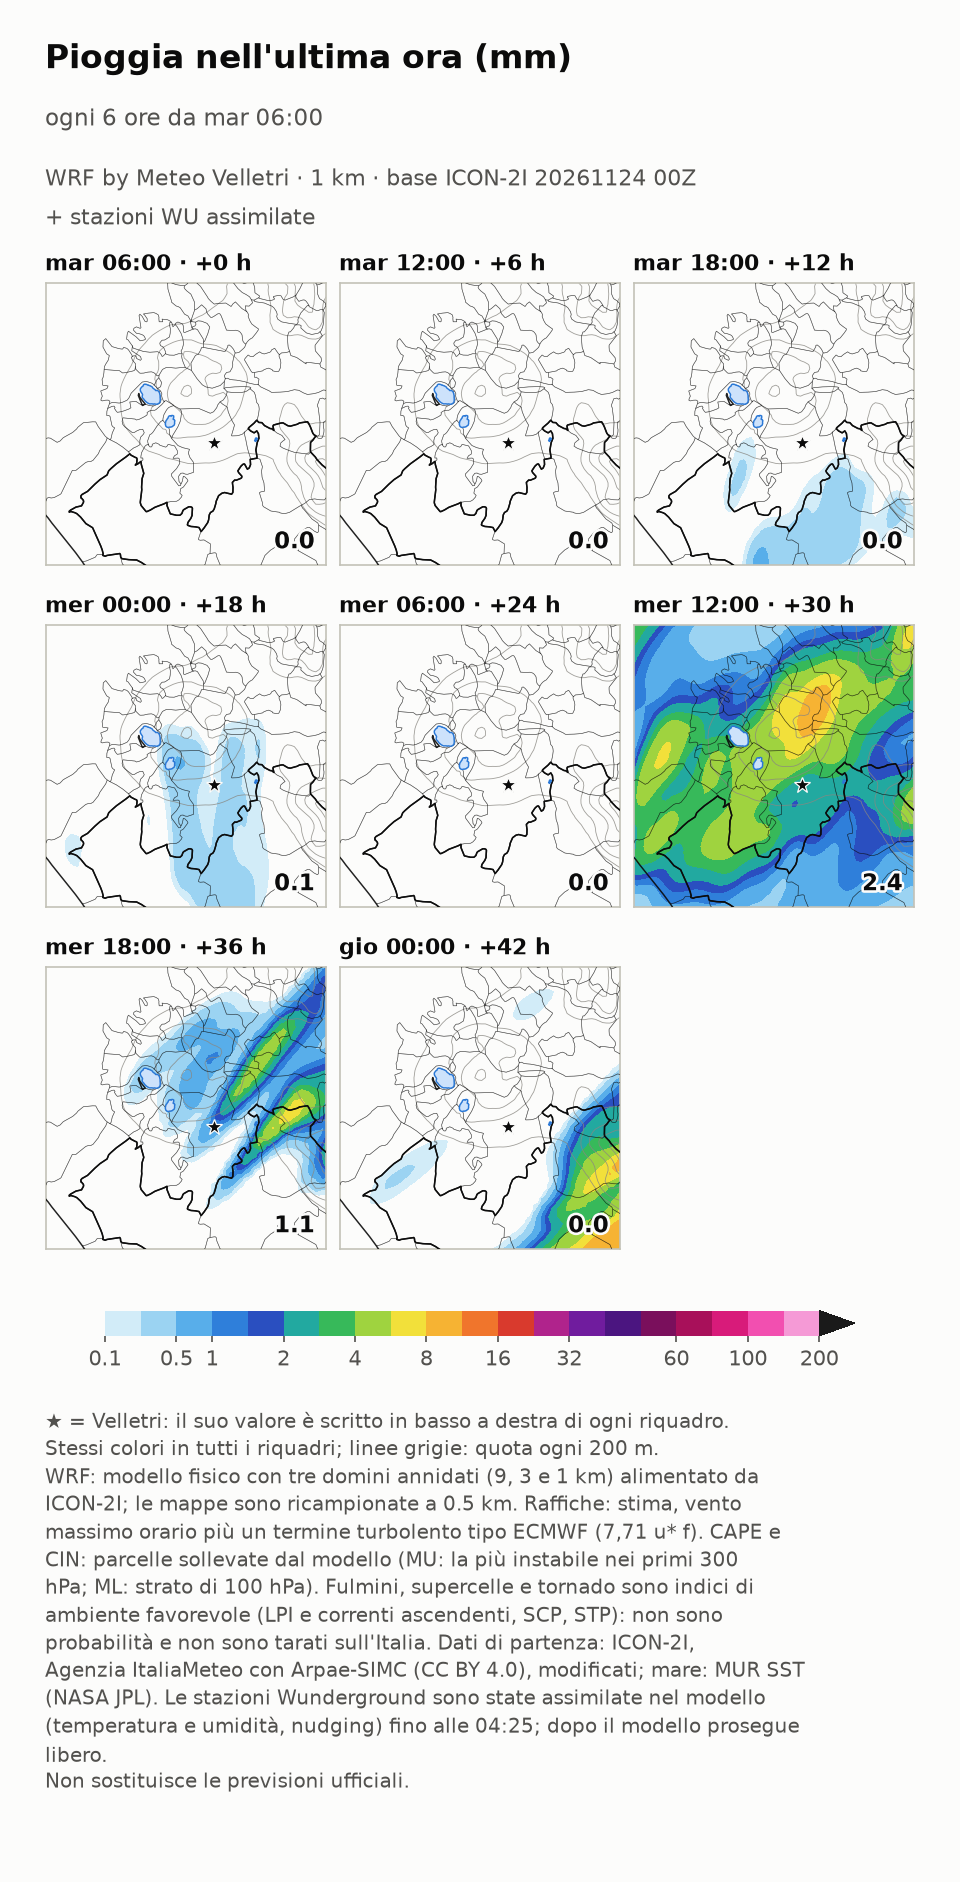 Pioggia nell'ultima ora (mm)
ogni 6 ore da mar 06:00
WRF by Meteo Velletri · 1 km · base ICON-2I 20261124 00Z
+ stazioni WU assimilate
mar 06:00 · +0 h
mar 12:00 · +6 h
mar 18:00 · +12 h
0.0
0.0
0.0
mer 00:00 · +18 h
mer 06:00 · +24 h
mer 12:00 · +30 h
0.1
0.0
2.4
mer 18:00 · +36 h
gio 00:00 · +42 h
1.1
0.0
0.1 0.5 1 2 4 8 16 32 60 100 200
★ = Velletri: il suo valore è scritto in basso a destra di ogni riquadro.
Stessi colori in tutti i riquadri; linee grigie: quota ogni 200 m.
WRF: modello fisico con tre domini annidati (9, 3 e 1 km) alimentato da
ICON-2I; le mappe sono ricampionate a 0.5 km. Raffiche: stima, vento
massimo orario più un termine turbolento tipo ECMWF (7,71 u* f). CAPE e
CIN: parcelle sollevate dal modello (MU: la più instabile nei primi 300
hPa; ML: strato di 100 hPa). Fulmini, supercelle e tornado sono indici di
ambiente favorevole (LPI e correnti ascendenti, SCP, STP): non sono
probabilità e non sono tarati sull'Italia. Dati di partenza: ICON-2I,
Agenzia ItaliaMeteo con Arpae-SIMC (CC BY 4.0), modificati; mare: MUR SST
(NASA JPL). Le stazioni Wunderground sono state assimilate nel modello
(temperatura e umidità, nudging) fino alle 04:25; dopo il modello prosegue
libero.
Non sostituisce le previsioni ufficiali.